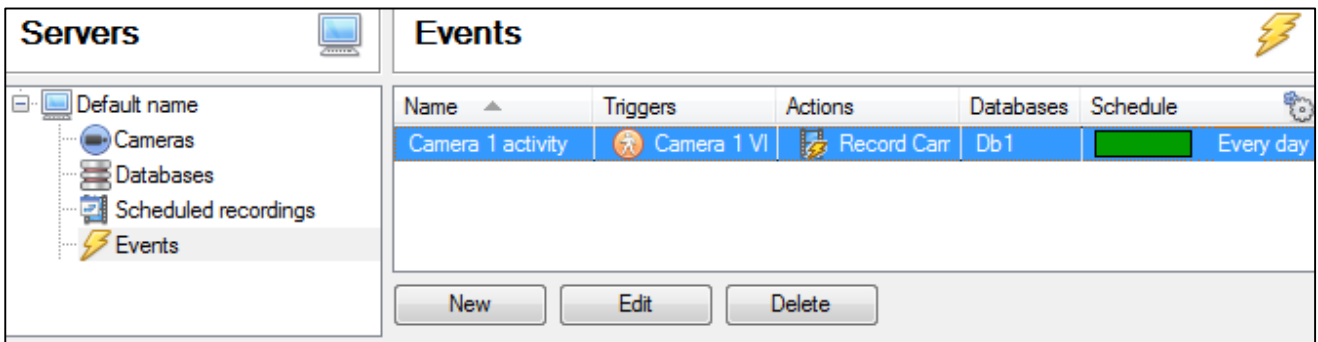 Servers
Events
Default name
Cameras
Databases
Scheduled recordings
Events
Name Triggers Actions Databases Schedule
Camera 1 activity Camera 1 VI Record Cam Db1 Every day
New Edit Delete